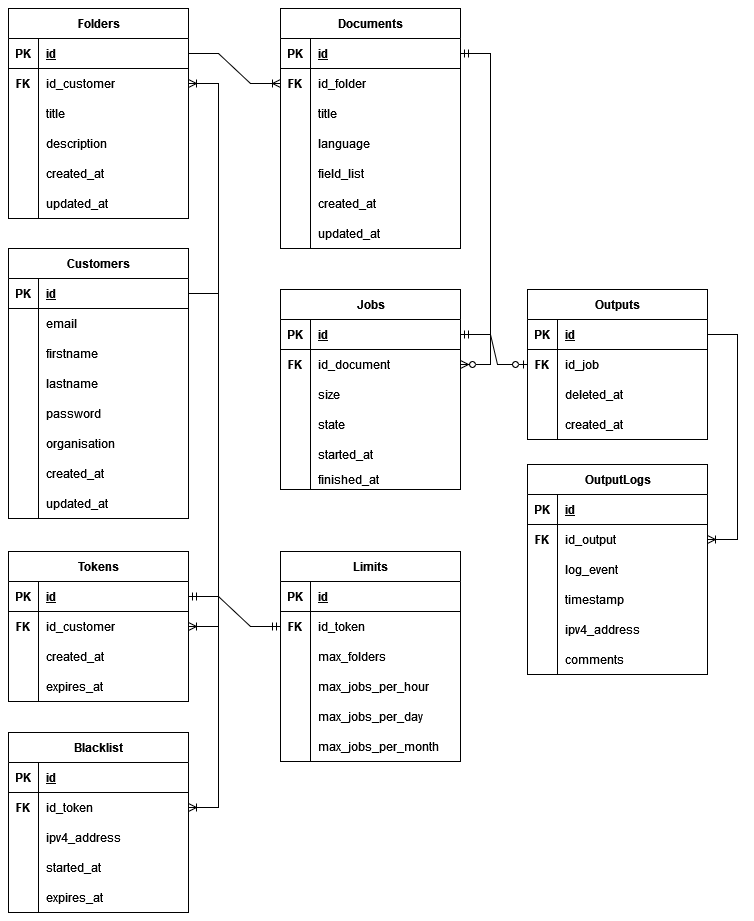 Folders
PK id
FK id_customer
title
description
created_at
updated_at
Documents
PK id
FK id_folder
title
language
field_list
created_at
updated_at
Customers
PK id
email
firstname
lastname
password
organisation
created_at
updated_at
Jobs
PK id
FK id_document
size
state
started_at
finished_at
Outputs
PK id
FK id_job
deleted_at
created_at
OutputLogs
PK id
FK id_output
log_event
timestamp
ipv4_address
comments
Tokens
PK id
FK id_customer
created_at
expires_at
Limits
PK id
FK id_token
max_folders
max_jobs_per_hour
max_jobs_per_day
max_jobs_per_month
Blacklist
PK id
FK id_token
ipv4_address
started_at
expires_at